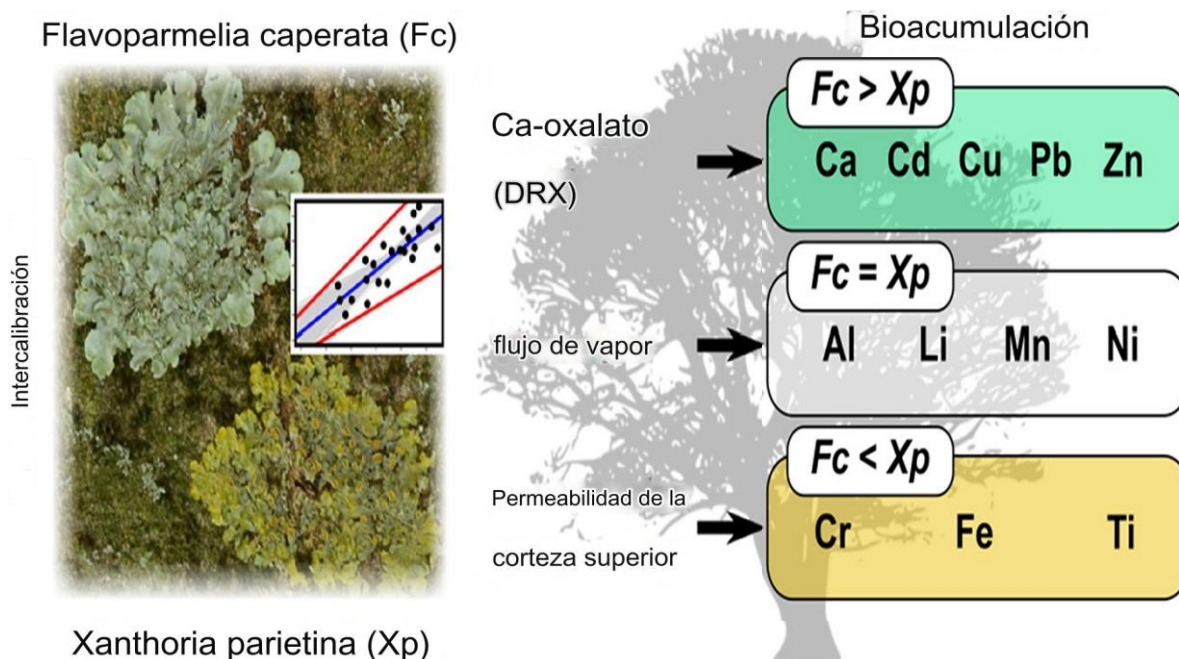 Flavoparmelia caperata (Fc)
Intercalibración
Xanthoria parietina (Xp)
Bioacumulación
Ca-oxalato
(DRX)
Fc > Xp
Ca Cd Cu Pb Zn
flujo de vapor
Fc = Xp
Al Li Mn Ni
Permeabilidad de la
corteza superior
Fc < Xp
Cr Fe Ti